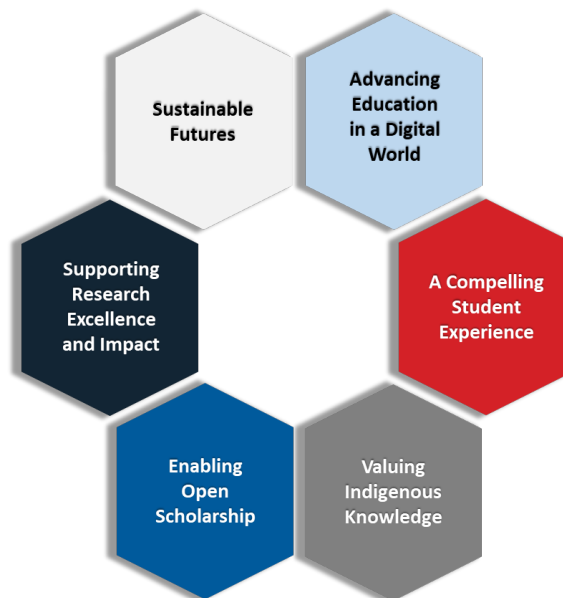 Sustainable
Futures
Advancing
Education
in a Digital
World
Supporting
Research
Excellence
and Impact
A Compelling
Student
Experience
Enabling
Open
Scholarship
Valuing
Indigenous
Knowledge